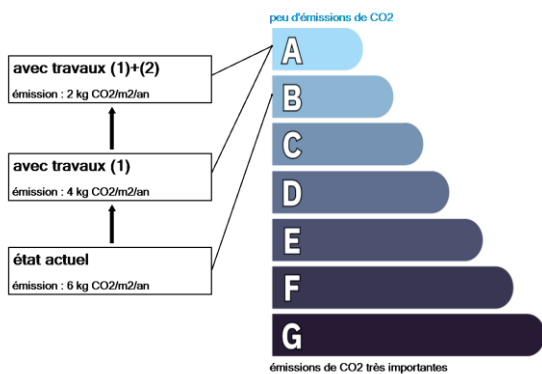 peu d'émissions de CO2
avec travaux (1)+(2)
émission : 2 kg CO2/m2/an
avec travaux (1)
émission : 4 kg CO2/m2/an
état actuel
émission : 6 kg CO2/m2/an
A
B
C
D
E
F
G
émissions de CO2 très importantes